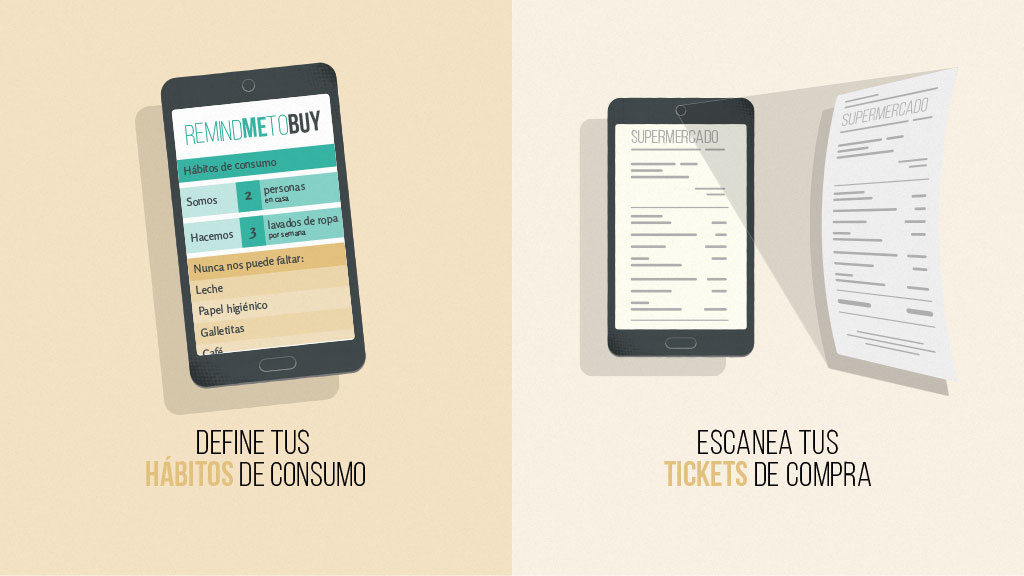 REMINDMETOBUY
Hábitos de consumo
Somos 2 personas
en casa
Hacemos 3 lavados de ropa
por semana
Nunca nos puede faltar:
Leche
Papel higiénico
Galletitas
Café
DEFINE TUS
HÁBITOS DE CONSUMO
SUPERMERCADO
SUPERMERCADO
ESCANEA TUS
TICKETS DE COMPRA